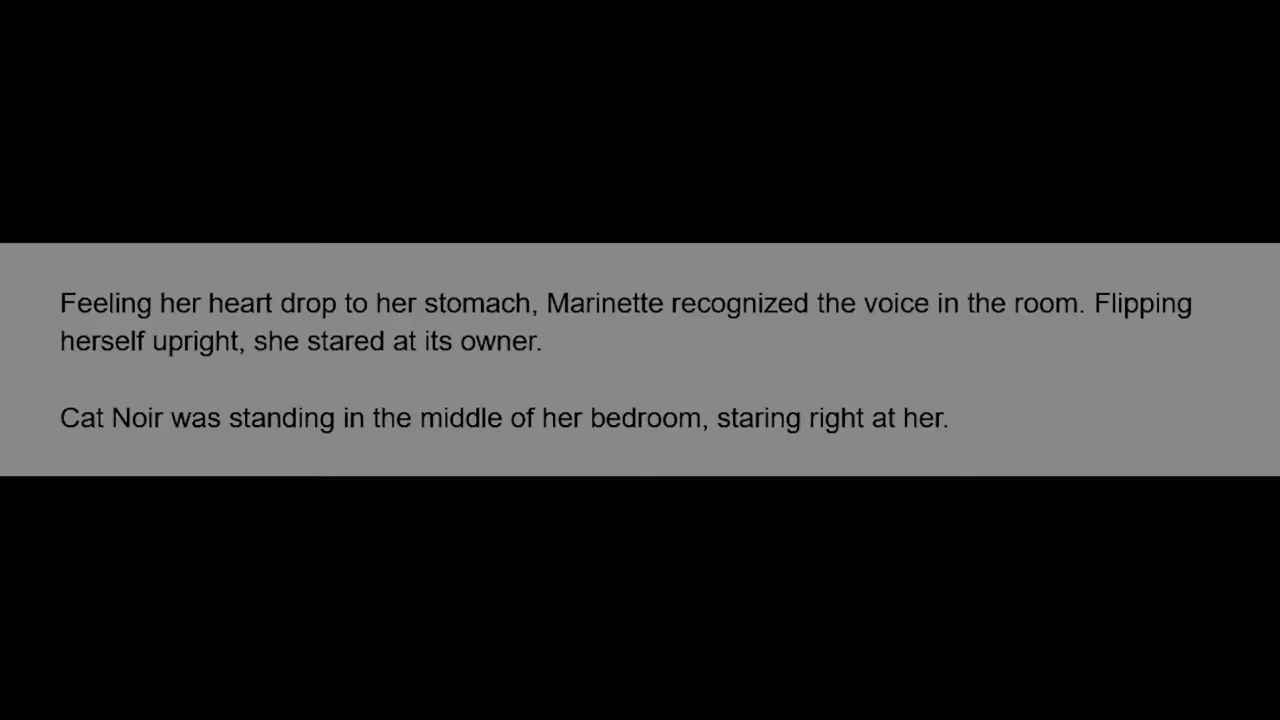 Feeling her heart drop to her stomach, Marinette recognized the voice in the room. Flipping
herself upright, she stared at its owner.
Cat Noir was standing in the middle of her bedroom, staring right at her.